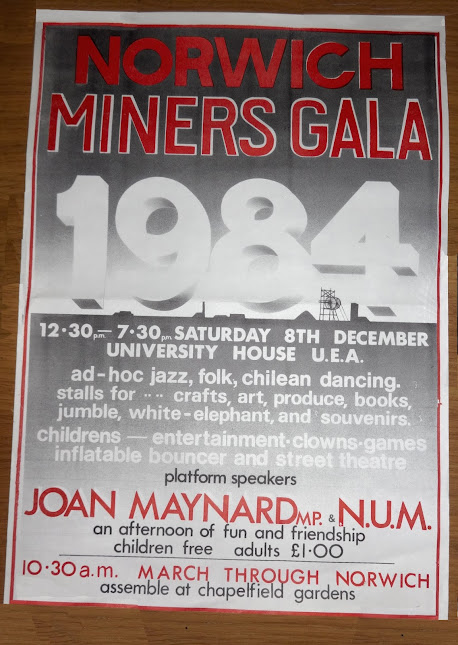 NORWICH
MINERS GALA
1984
12·30p.m.— 7·30p.m. SATURDAY 8TH DECEMBER
UNIVERSITY HOUSE U.E.A.
ad-hoc jazz, folk, chilean dancing.
stalls for ·· ·· crafts, art, produce, books,
jumble, white-elephant, and souvenirs.
childrens — entertainment·clowns·games
inflatable bouncer and street theatre
platform speakers
JOAN MAYNARD MP. & N.U.M.
an afternoon of fun and friendship
children free adults £1·00
10·30a.m. MARCH THROUGH NORWICH
assemble at chapelfield gardens